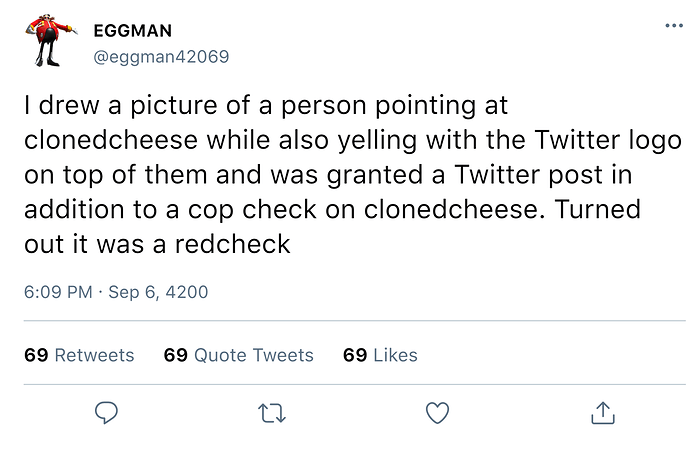 EGGMAN
@eggman42069
I drew a picture of a person pointing at
clonedcheese while also yelling with the Twitter logo
on top of them and was granted a Twitter post in
addition to a cop check on clonedcheese. Turned
out it was a redcheck
6:09 PM · Sep 6, 4200
69 Retweets 69 Quote Tweets 69 Likes